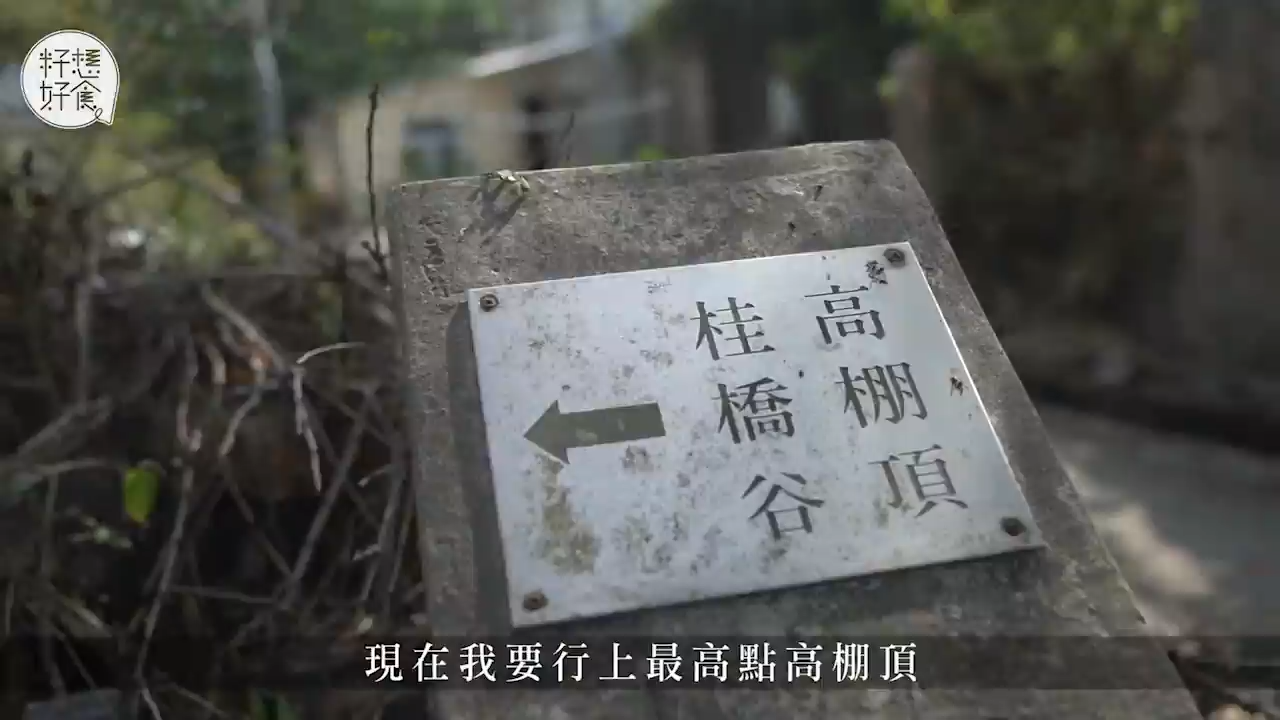 籽想
好食
高棚頂
桂橋谷
現在我要行上最高點高棚頂